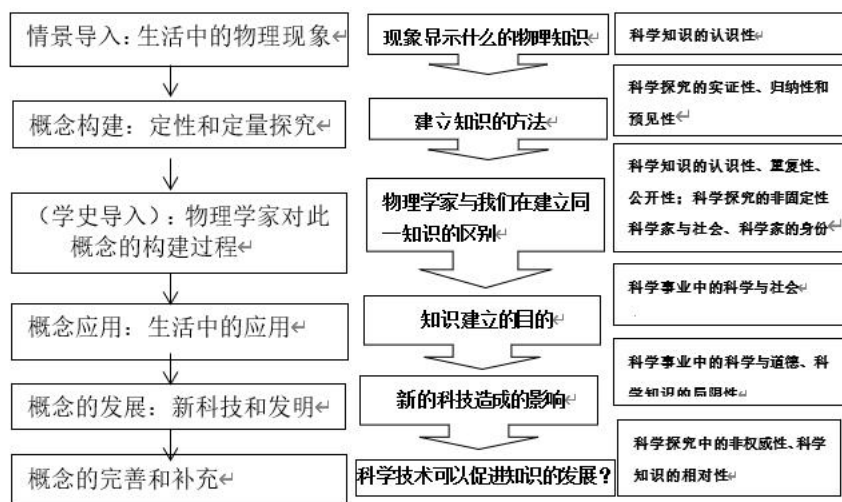 情景导入：生活中的物理现象
概念构建：定性和定量探究
（学史导入）：物理学家对此
概念的构建过程
概念应用：生活中的应用
概念的发展：新科技和发明
概念的完善和补充
现象显示什么的物理知识
建立知识的方法
物理学家与我们在建立同
一知识的区别
知识建立的目的
新的科技造成的影响
科学技术可以促进知识的发展？
科学知识的认识性
科学探究的实证性、归纳性和
预见性
科学知识的认识性、重复性、
公开性；科学探究的非固定性
科学家与社会、科学家的身份
科学事业中的科学与社会
科学事业中的科学与道德、科
学知识的局限性
科学探究中的非权威性、科学
知识的相对性